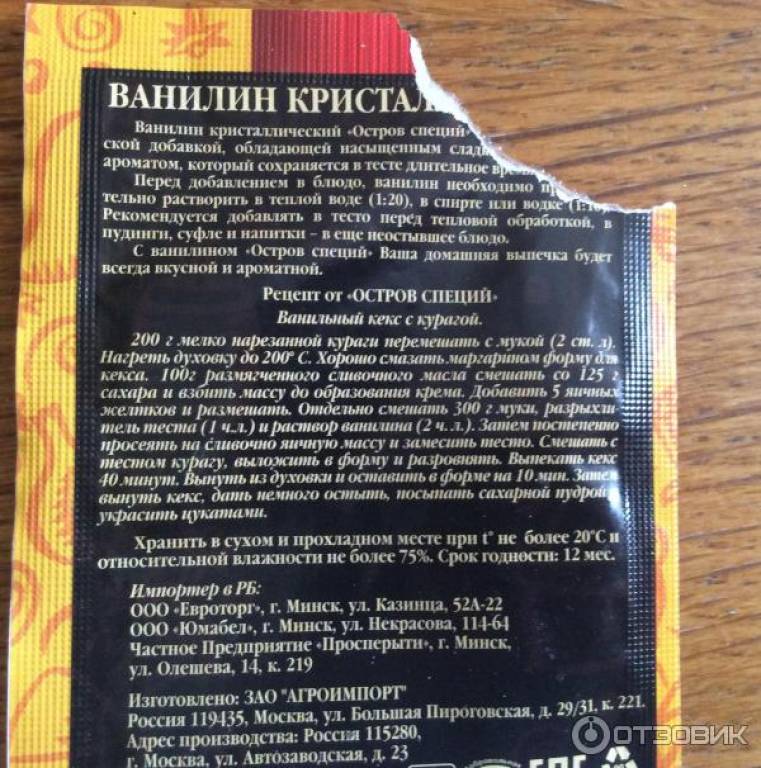 ВАНИЛИН КРИСТАЛ
Ванилин кристаллический «Остров специй»
ской добавкой, обладающей насыщенным слад
ароматом, который сохраняется в тесте длительное
Перед добавлением в блюдо, ванилин необходимо
тельно растворить в теплой воде (1:20), в спирте или водке (1:10)
Рекомендуется добавлять в тесто перед тепловой обработкой, в
пудинги, суфле и напитки – в еще неостывшее блюдо.
С ванилином «Остров специй» Ваша домашняя выпечка будет
всегда вкусной и ароматной.
Рецепт от «ОСТРОВ СПЕЦИЙ»
Ванильный кекс с курагой.
200 г мелко нарезанной кураги перемешать с мукой (2 ст. л).
Нагреть духовку до 200° С. Хорошо смазать маргарином форму для
кекса. 100г размягченного сливочного масла смешать со 125 г
сахара и взбить массу до образования крема. Добавить 5 яичных
желтков и размешать. Отдельно смешать 300 г муки, разрыхли-
тель теста (1 ч.л.) и раствор ванилина (2 ч. л.). Затем постепенно
просеять на сливочно яичную массу и замесить тесто. Смешать с
тестом курагу, выложить в форму и разровнять. Выпекать кекс
40 минут. Вынуть из духовки и оставить в форме на 10 мин. Затем
вынуть кекс, дать немного остыть, посыпать сахарной пудрой,
украсить цукатами.
Хранить в сухом и прохладном месте при t° не более 20°С и
относительной влажности не более 75%. Срок годности: 12 мес.
Импортер в РБ:
ООО «Евроторг», г. Минск, ул. Казинца, 52А-22
ООО «Юмабел», г. Минск, ул. Некрасова, 114-64
Частное Предприятие «Просперыти», г. Минск,
ул. Олешева, 14, к. 219
Изготовлено: ЗАО "АГРОИМПОРТ"
Россия 119435, Москва, ул. Большая Пироговская, д. 29/31, к. 221.
Адрес производства: Россия 115280,
г. Москва, ул. Автозаводская, д. 23
ОТЗОВИК